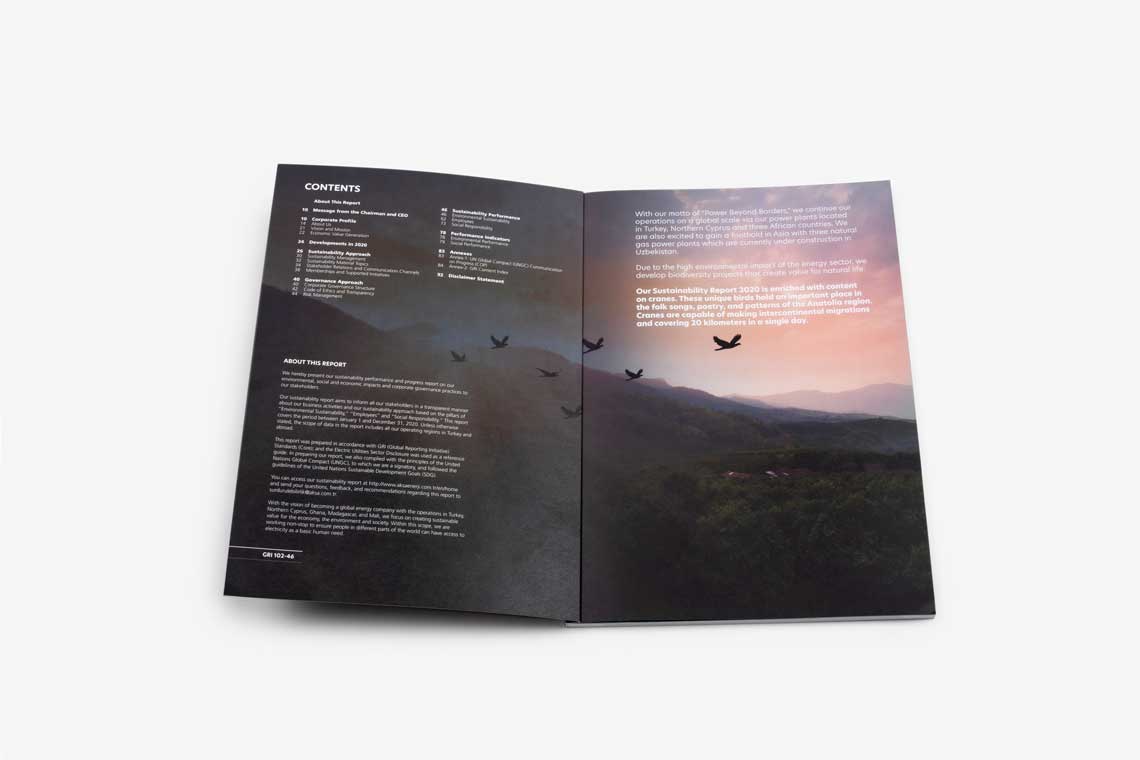 CONTENTS
About This Report
10 Message from the Chairman and CEO
10 Corporate Profile
14 About Us
21 Vision and Mission
22 Economic Value Generation
24 Developments in 2020
26 Sustainability Approach
30 Sustainability Management
32 Sustainability Material Topics
34 Stakeholder Relations and Communication Channels
38 Memberships and Supported Initiatives
40 Governance Approach
40 Corporate Governance Structure
42 Code of Ethics and Transparency
44 Risk Management
46 Sustainability Performance
46 Environmental Sustainability
62 Employees
73 Social Responsibility
78 Performance Indicators
78 Environmental Performance
79 Social Performance
83 Annexes
83 Annex-1: UN Global Compact (UNGC) Communication
on Progress (COP)
84 Annex-2: GRI Content Index
92 Disclaimer Statement
ABOUT THIS REPORT
We hereby present our sustainability performance and progress report on our
environmental, social and economic impacts and corporate governance practices to
our stakeholders.
Our sustainability report aims to inform all our stakeholders in a transparent manner
about our business activities and our sustainability approach based on the pillars of
"Environmental Sustainability," "Employees" and "Social Responsibility." This report
covers the period between January 1 and December 31, 2020. Unless otherwise
stated, the scope of data in the report includes all our operating regions in Turkey and
abroad.
This report was prepared in accordance with GRI (Global Reporting Initiative)
Standards (Core); and the Electric Utilities Sector Disclosure was used as a reference
guide. In preparing our report, we also complied with the principles of the United
Nations Global Compact (UNGC), to which we are a signatory, and followed the
guidelines of the United Nations Sustainable Development Goals (SDG).
You can access our sustainability report at http://www.aksaenerji.com.tr/en/home
and send your questions, feedback, and recommendations regarding this report to
surdurulebilirlik@aksa.com.tr.
With the vision of becoming a global energy company with the operations in Turkey,
Northern Cyprus, Ghana, Madagascar, and Mali, we focus on creating sustainable
value for the economy, the environment and society. Within this scope, we are
working non-stop to ensure people in different parts of the world can have access to
electricity as a basic human need.
GRI 102-46
With our motto of "Power Beyond Borders," we continue our
operations on a global scale via our power plants located
in Turkey, Northern Cyprus and three African countries. We
are also excited to gain a foothold in Asia with three natural
gas power plants which are currently under construction in
Uzbekistan.
Due to the high environmental impact of the energy sector, we
develop biodiversity projects that create value for natural life.
Our Sustainability Report 2020 is enriched with content
on cranes. These unique birds hold an important place in
the folk songs, poetry, and patterns of the Anatolia region.
Cranes are capable of making intercontinental migrations
and covering 20 kilometers in a single day.